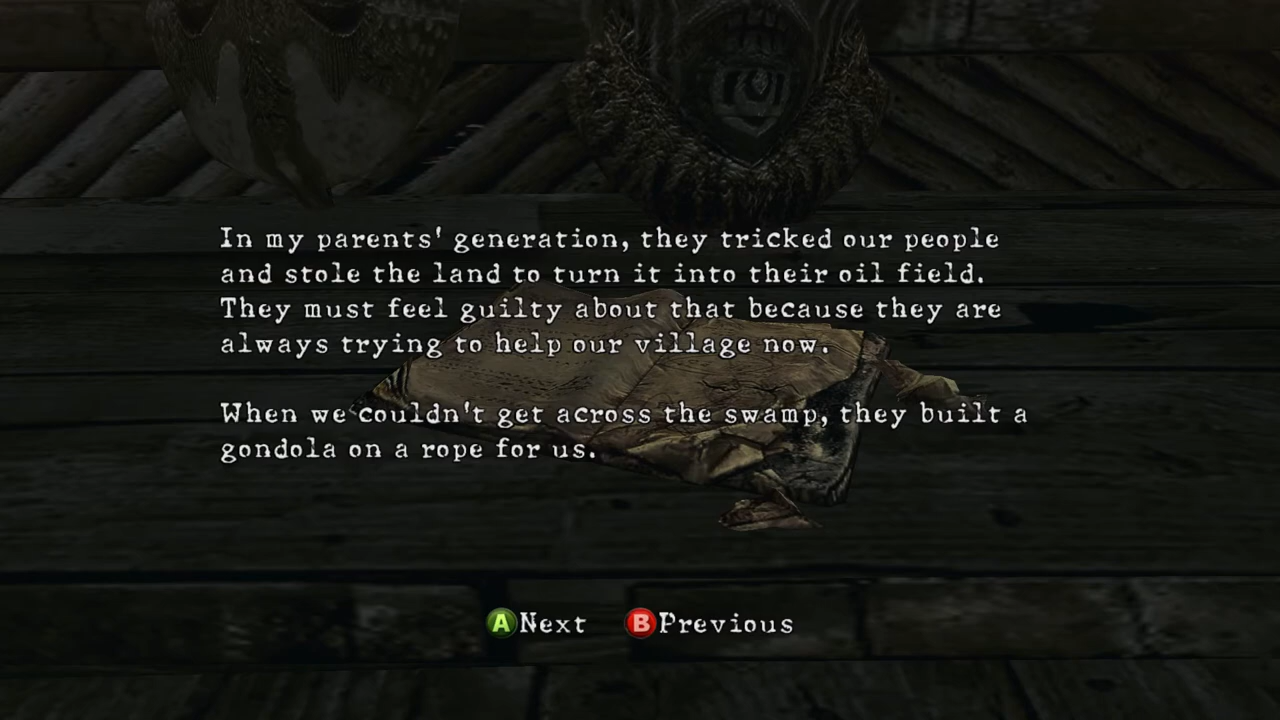 In my parents' generation, they tricked our people
and stole the land to turn it into their oil field.
They must feel guilty about that because they are
always trying to help our village now.
When we couldn't get across the swamp, they built a
gondola on a rope for us.
A Next B Previous